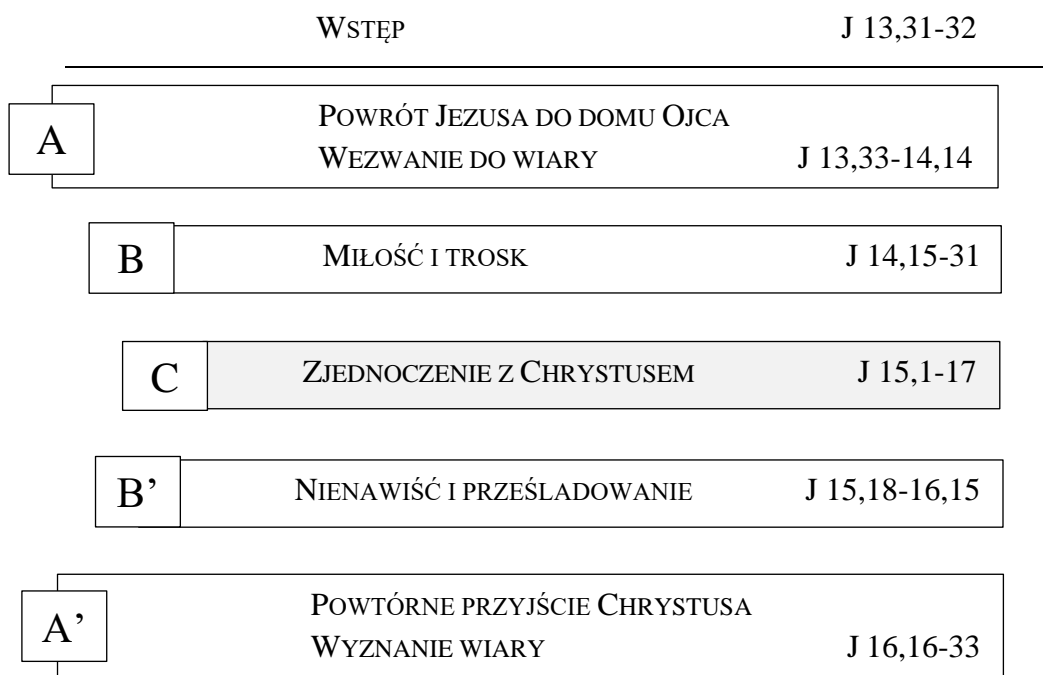 WSTĘP J 13,31-32
POWRÓT JEZUSA DO DOMU OJCA
A
WEZWANIE DO WIARY J 13,33-14,14
B MIŁOŚĆ I TROSK J 14,15-31
C ZJEDNOCZENIE Z CHRYSTUSEM J 15,1-17
B’ NIENAWIŚĆ I PRZEŚLADOWANIE J 15,18-16,15
POWTÓRNE PRZYJŚCIE CHRYSTUSA
A’
WYZNANIE WIARY J 16,16-33